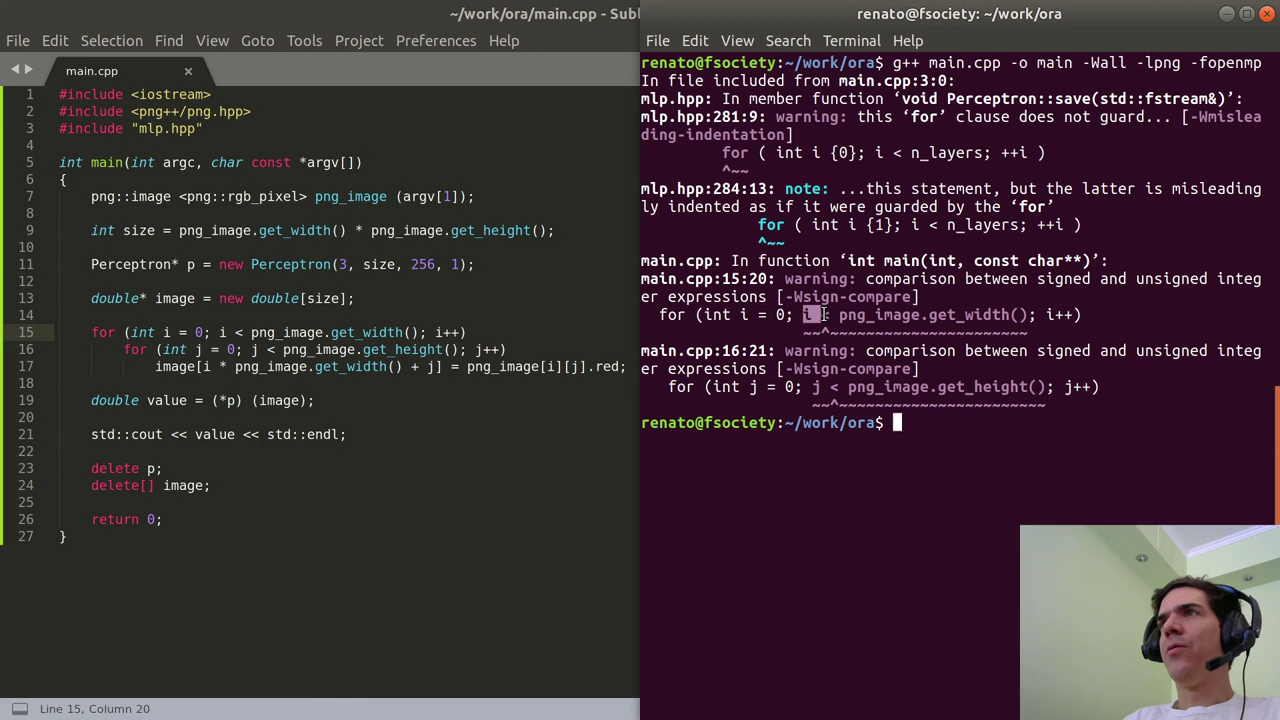 ~/work/ora/main.cpp - Subl
File Edit Selection Find View Goto Tools Project Preferences Help
main.cpp ×
1 #include <iostream>
2 #include <png++/png.hpp>
3 #include "mlp.hpp"
4
5 int main(int argc, char const *argv[])
6 {
7 png::image <png::rgb_pixel> png_image (argv[1]);
8
9 int size = png_image.get_width() * png_image.get_height();
10
11 Perceptron* p = new Perceptron(3, size, 256, 1);
12
13 double* image = new double[size];
14
15 for (int i = 0; i < png_image.get_width(); i++)
16 for (int j = 0; j < png_image.get_height(); j++)
17 image[i * png_image.get_width() + j] = png_image[i][j].red;
18
19 double value = (*p) (image);
20
21 std::cout << value << std::endl;
22
23 delete p;
24 delete[] image;
25
26 return 0;
27 }
Line 15, Column 20
renato@fsociety: ~/work/ora
File Edit View Search Terminal Help
renato@fsociety:~/work/ora$ g++ main.cpp -o main -Wall -lpng -fopenmp
In file included from main.cpp:3:0:
mlp.hpp: In member function ‘void Perceptron::save(std::fstream&)’:
mlp.hpp:281:9: warning: this ‘for’ clause does not guard... [-Wmislea
ding-indentation]
for ( int i {0}; i < n_layers; ++i )
^~~
mlp.hpp:284:13: note: ...this statement, but the latter is misleading
ly indented as if it were guarded by the ‘for’
for ( int i {1}; i < n_layers; ++i )
^~~
main.cpp: In function ‘int main(int, const char**)’:
main.cpp:15:20: warning: comparison between signed and unsigned integ
er expressions [-Wsign-compare]
for (int i = 0; i < png_image.get_width(); i++)
~~^~~~~~~~~~~~~~~~~~~~~~~
main.cpp:16:21: warning: comparison between signed and unsigned integ
er expressions [-Wsign-compare]
for (int j = 0; j < png_image.get_height(); j++)
~~^~~~~~~~~~~~~~~~~~~~~~~~
renato@fsociety:~/work/ora$